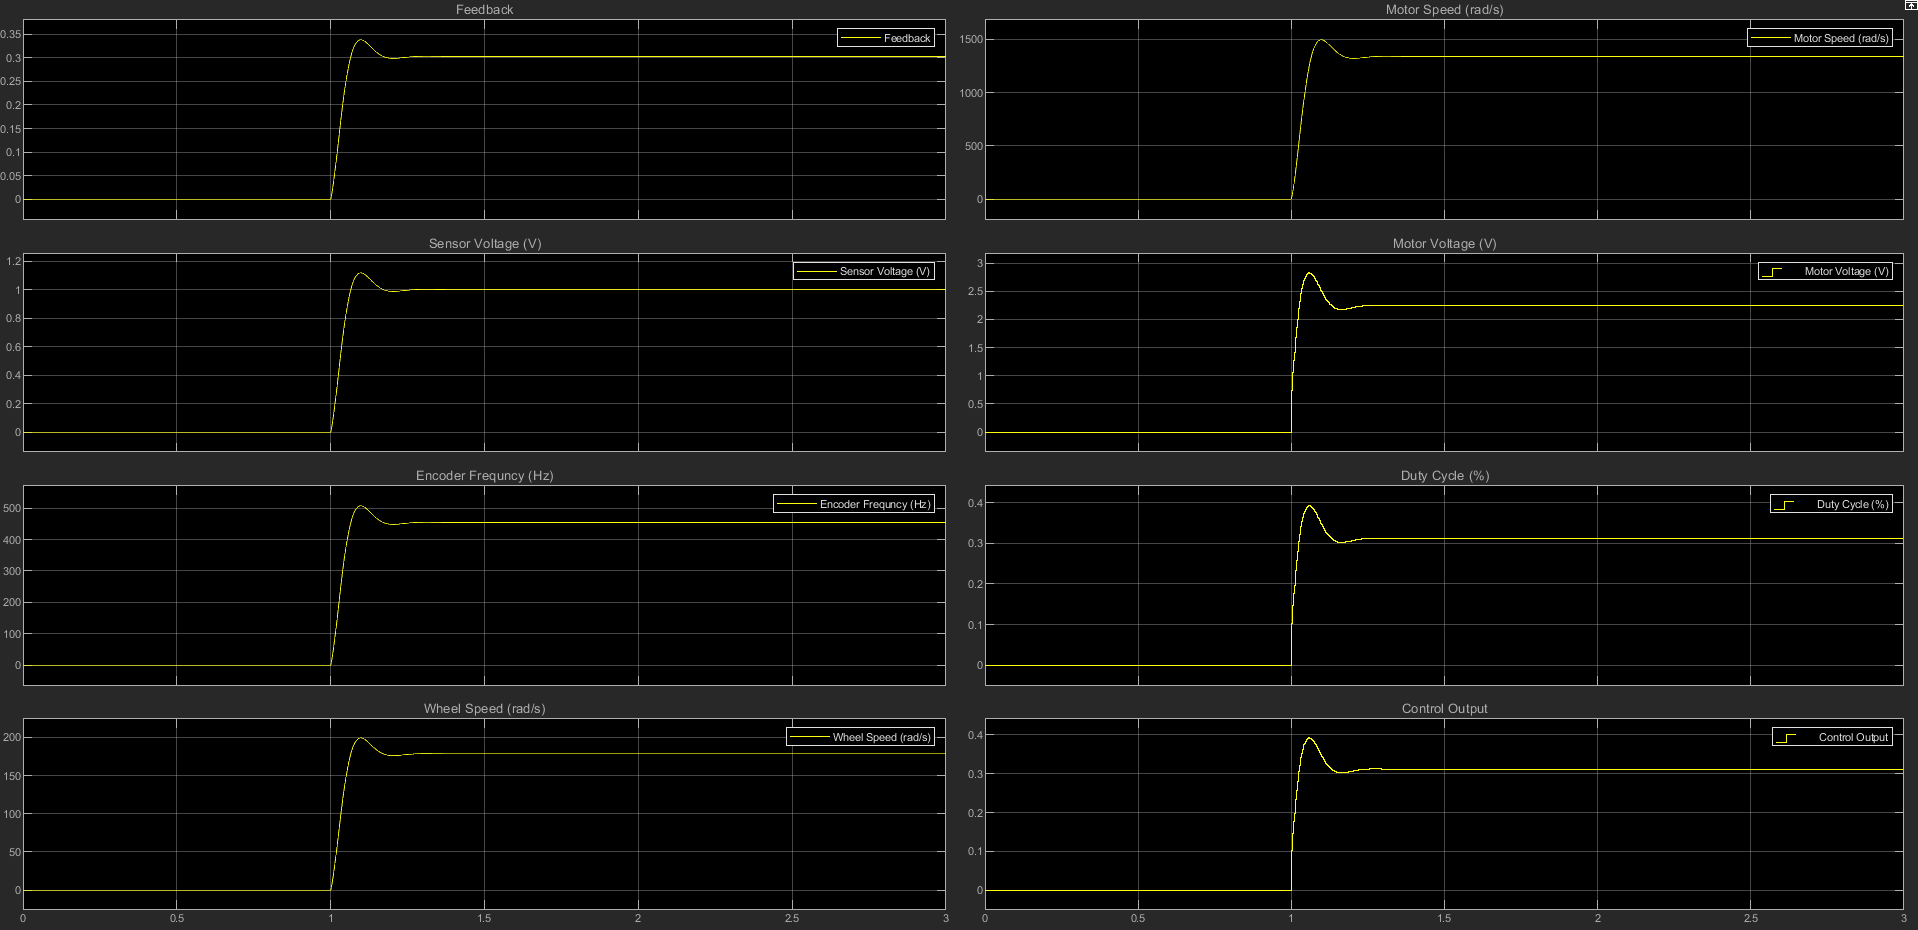 Feedback
Feedback
0.35
0.3
0.25
0.2
0.15
0.1
0.05
0
Motor Speed (rad/s)
Motor Speed (rad/s)
1500
1000
500
0
Sensor Voltage (V)
Sensor Voltage (V)
1.2
1
0.8
0.6
0.4
0.2
0
Motor Voltage (V)
Motor Voltage (V)
3
2.5
2
1.5
1
0.5
0
Encoder Frequncy (Hz)
Encoder Frequncy (Hz)
500
400
300
200
100
0
Duty Cycle (%)
Duty Cycle (%)
0.4
0.3
0.2
0.1
0
Wheel Speed (rad/s)
Wheel Speed (rad/s)
200
150
100
50
0
0 0.5 1 1.5 2 2.5 3
Control Output
Control Output
0.4
0.3
0.2
0.1
0
0 0.5 1 1.5 2 2.5 3